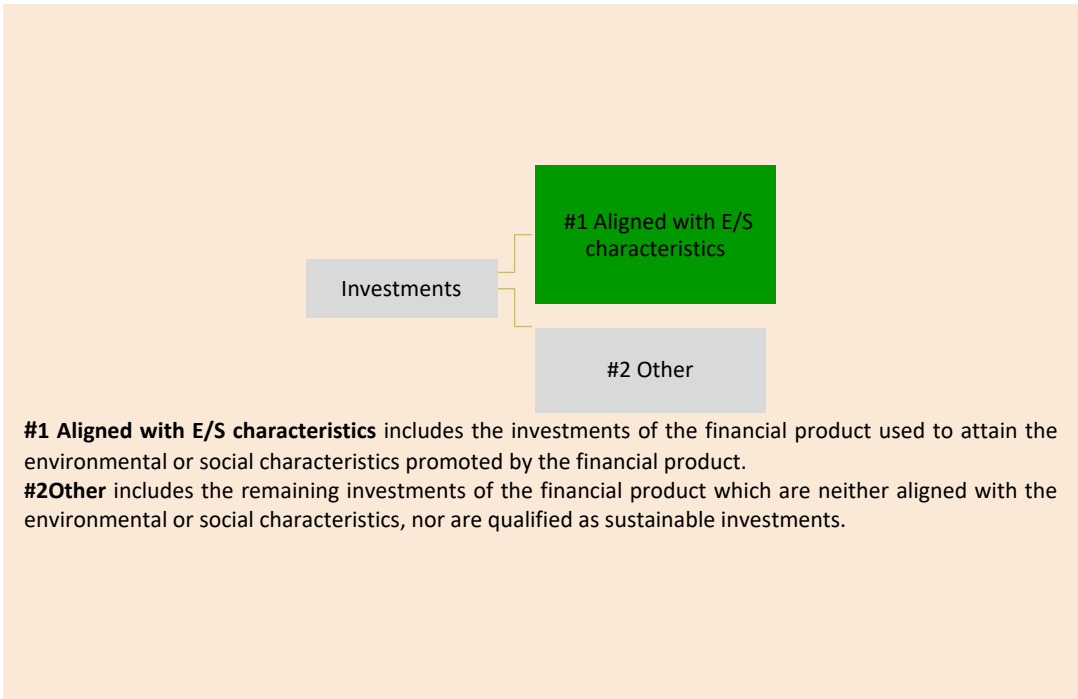 #1 Aligned with E/S
characteristics
Investments
#2 Other
#1 Aligned with E/S characteristics includes the investments of the financial product used to attain the
environmental or social characteristics promoted by the financial product.
#2Other includes the remaining investments of the financial product which are neither aligned with the
environmental or social characteristics, nor are qualified as sustainable investments.